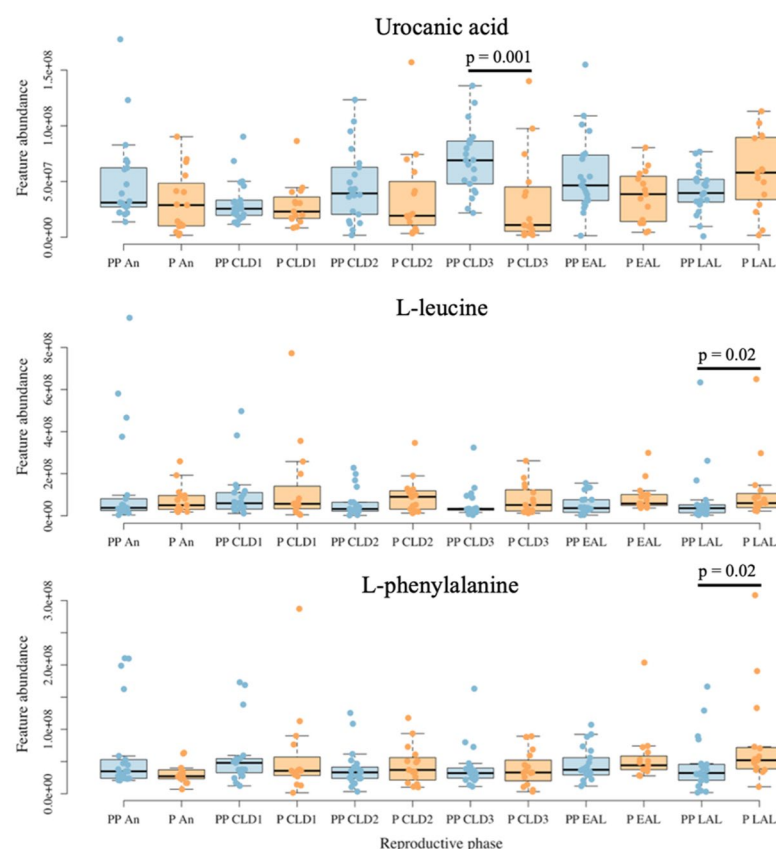 Urocanic acid
p = 0.001
Feature abundance
1.5e+08
1.0e+08
5.0e+07
0.0e+00
PP An P An PP CLD1 P CLD1 PP CLD2 P CLD2 PP CLD3 P CLD3 PP EAL P EAL PP LAL P LAL
L-leucine
p = 0.02
Feature abundance
8e+08
6e+08
4e+08
2e+08
0e+00
PP An P An PP CLD1 P CLD1 PP CLD2 P CLD2 PP CLD3 P CLD3 PP EAL P EAL PP LAL P LAL
L-phenylalanine
p = 0.02
Feature abundance
3.0e+08
2.0e+08
1.0e+08
0.0e+00
PP An P An PP CLD1 P CLD1 PP CLD2 P CLD2 PP CLD3 P CLD3 PP EAL P EAL PP LAL P LAL
Reproductive phase